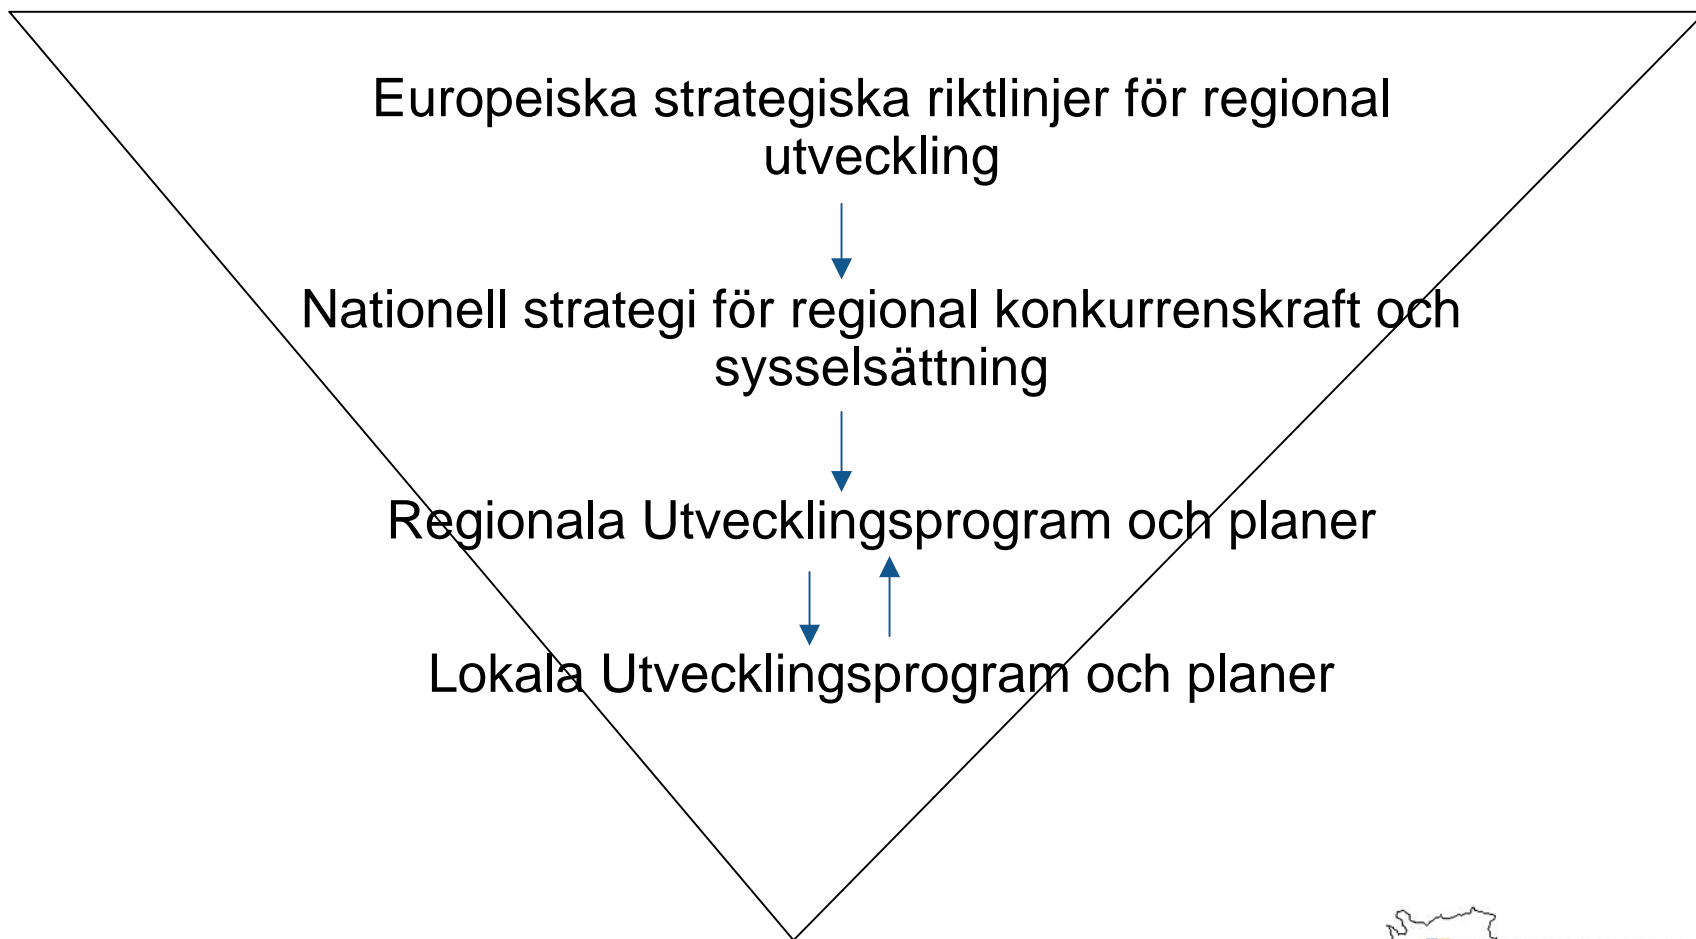 Europeiska strategiska riktlinjer för regional
utveckling
Nationell strategi för regional konkurrenskraft och
sysselsättning
Regionala Utvecklingsprogram och planer
Lokala Utvecklingsprogram och planer